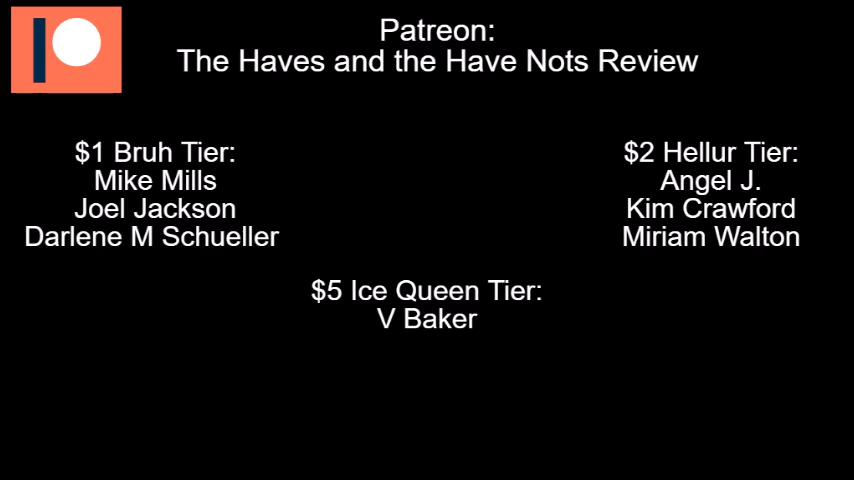 Patreon:
The Haves and the Have Nots Review
$1 Bruh Tier:
Mike Mills
Joel Jackson
Darlene M Schueller
$2 Hellur Tier:
Angel J.
Kim Crawford
Miriam Walton
$5 Ice Queen Tier:
V Baker